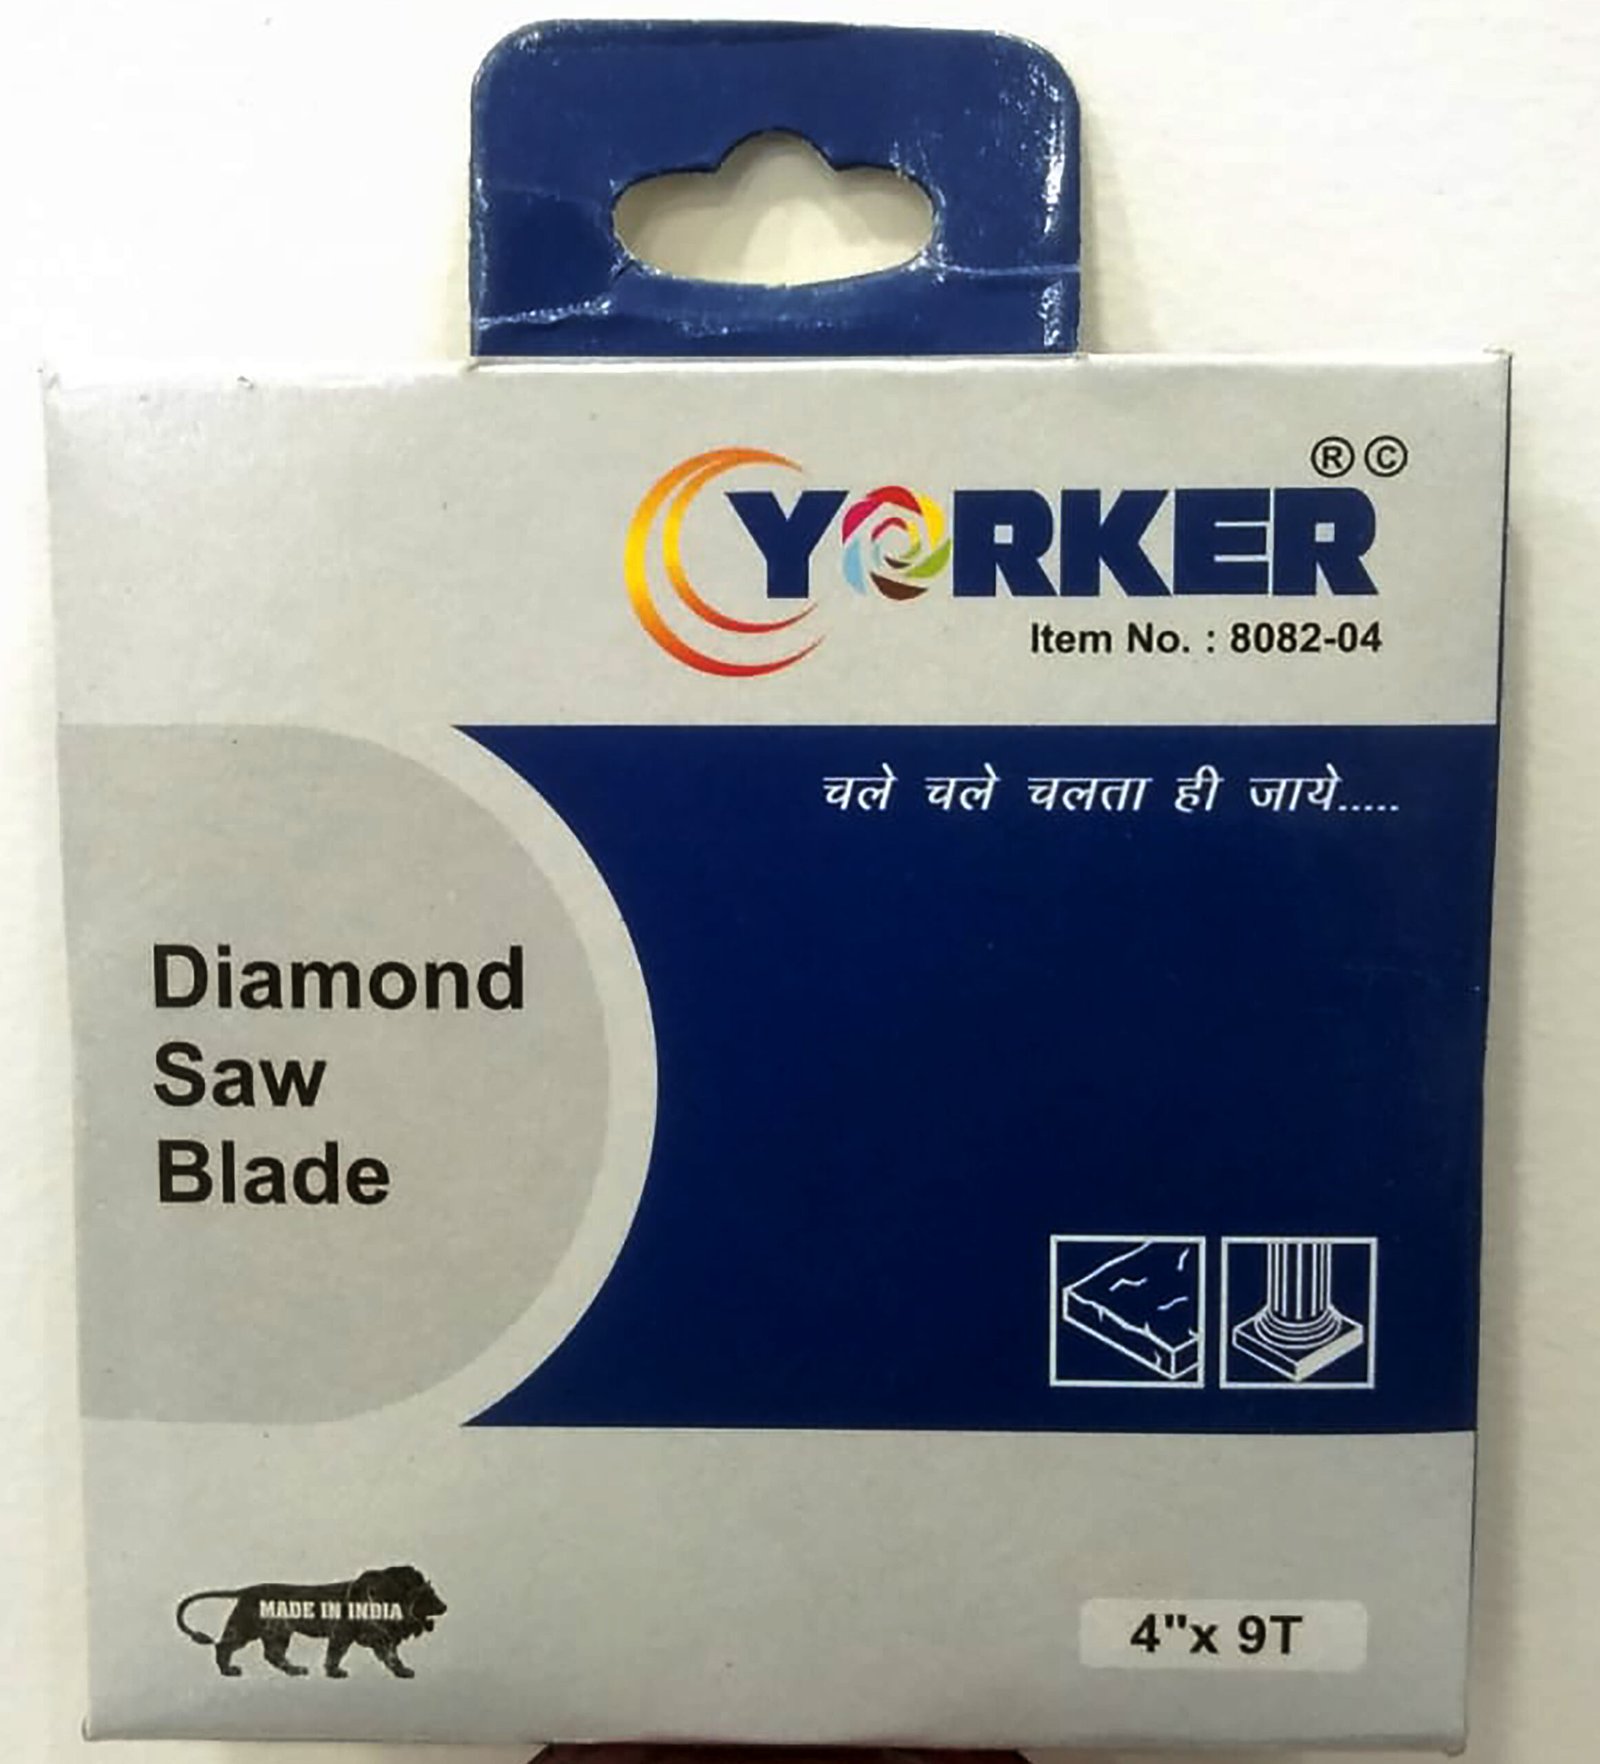 ® ©
YORKER
Item No. : 8082-04
चले चले चलता ही जाये.....
Diamond
Saw
Blade
MADE IN INDIA
4"x 9T